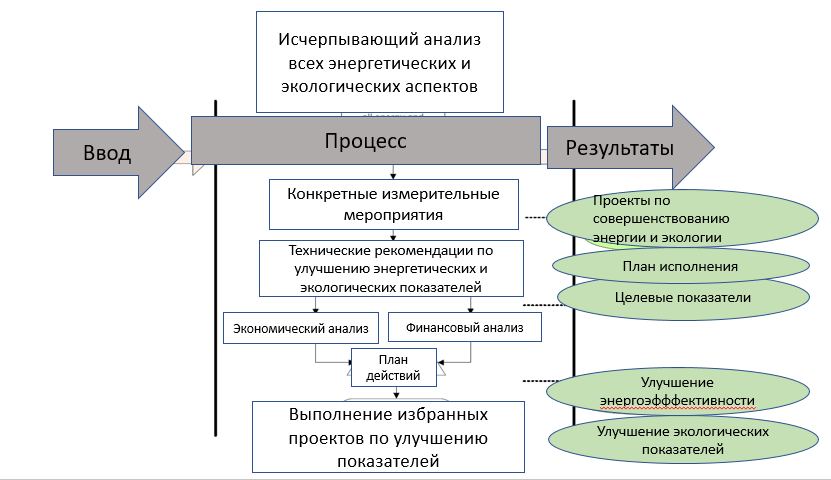 Исчерпывающий анализ
всех энергетических и
экологических аспектов
Ввод
Процесс
Результаты
Конкретные измерительные
мероприятия
Проекты по
совершенствованию
энергии и экологии
Технические рекомендации по
улучшению энергетических и
экологических показателей
План исполнения
Целевые показатели
Экономический анализ
Финансовый анализ
План
действий
Улучшение
энергоэфффективности
Выполнение избранных
проектов по улучшению
показателей
Улучшение экологических
показателей